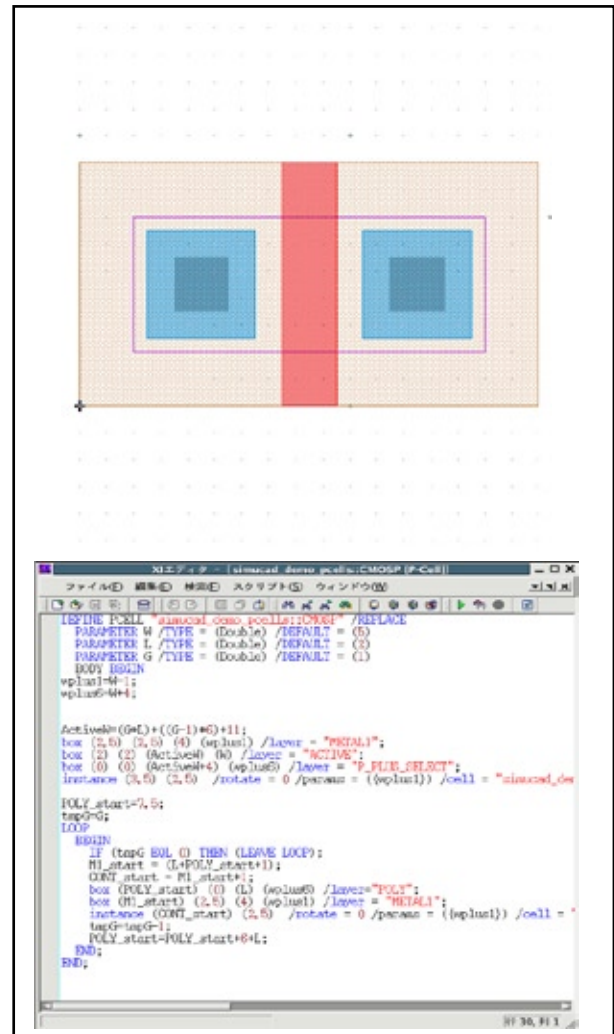 XIエディタ - [simucad_demo_pcells::CMOSP [P-Cell]]
ファイル(F) 編集(E) 検索(E) スクリプト(S) ウィンドウ(W)
DEFINE PCELL "simucad_demo_pcells::CMOSP" /REPLACE
PARAMETER W /TYPE = (Double) /DEFAULT = (5)
PARAMETER L /TYPE = (Double) /DEFAULT = (2)
PARAMETER G /TYPE = (Double) /DEFAULT = (1)
BODY BEGIN
wplus1=W-1;
wplus6=W+4;
ActiveW=(G*L)+((G-1)*6)+11;
box (2.5) (2.5) (4) (wplus1) /layer = "METAL1";
box (2) (2) (ActiveW) (W) /layer = "ACTIVE";
box (0) (0) (ActiveW+4) (wplus6) /layer = "P_PLUS_SELECT";
instance (3.5) (2.5) /rotate = 0 /params = ((wplus1)) /cell = "simucad_dem
POLY_start=7.5;
tmpG=G;
LOOP
BEGIN
IF (tmpG EQL 0) THEN (LEAVE LOOP);
M1_start = (L+POLY_start+1);
CONT_start = M1_start+1;
box (POLY_start) (0) (L) (wplus6) /layer="POLY";
box (M1_start) (2.5) (4) (wplus1) /layer = "METAL1";
instance (CONT_start) (2.5) /rotate = 0 /params = ((wplus1)) /cell = "
tmpG=tmpG-1;
POLY_start=POLY_start+6+L;
END;
END;
行 30, 列 1